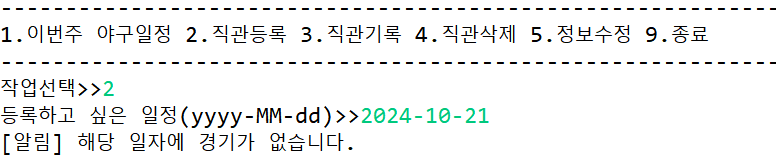 --------------------------------------------------------------
1.이번주 야구일정 2.직관등록 3.직관기록 4.직관삭제 5.정보수정 9.종료
--------------------------------------------------------------
작업선택>>2
등록하고 싶은 일정(yyyy-MM-dd)>>2024-10-21
[알림] 해당 일자에 경기가 없습니다.